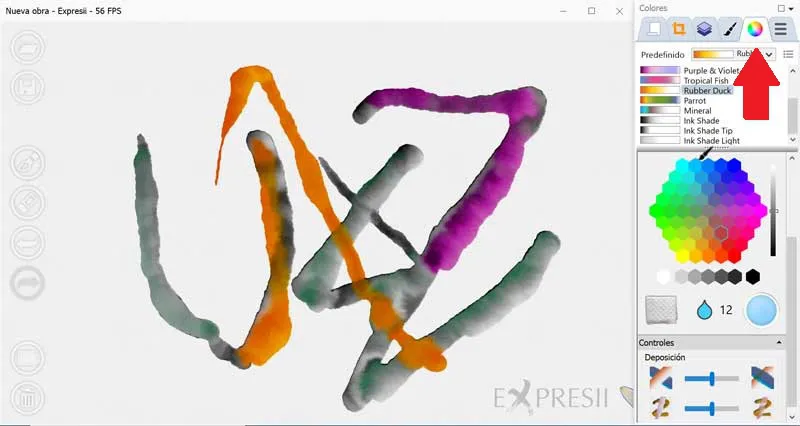 Nueva obra - Expresii - 56 FPS
Colores
Predefinido
Purple & Violet
Tropical Fish
Rubber Duck
Parrot
Mineral
Ink Shade
Ink Shade Tip
Ink Shade Light
12
Controles
Deposición
EXPRESII